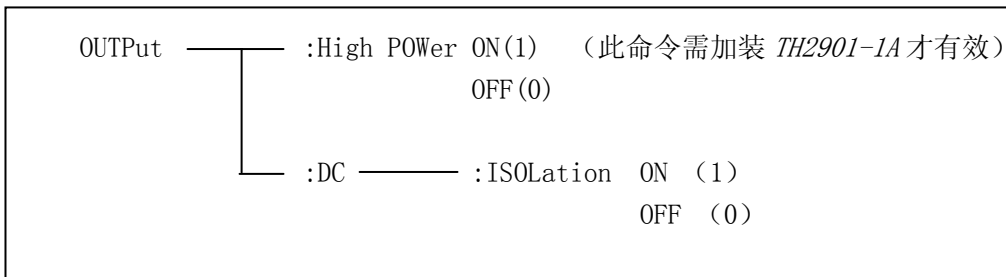 OUTPut :High POWer ON(1) （此命令需加装 TH2901-1A 才有效）
OFF(0)
:DC :ISOLation ON （1）
OFF （0）